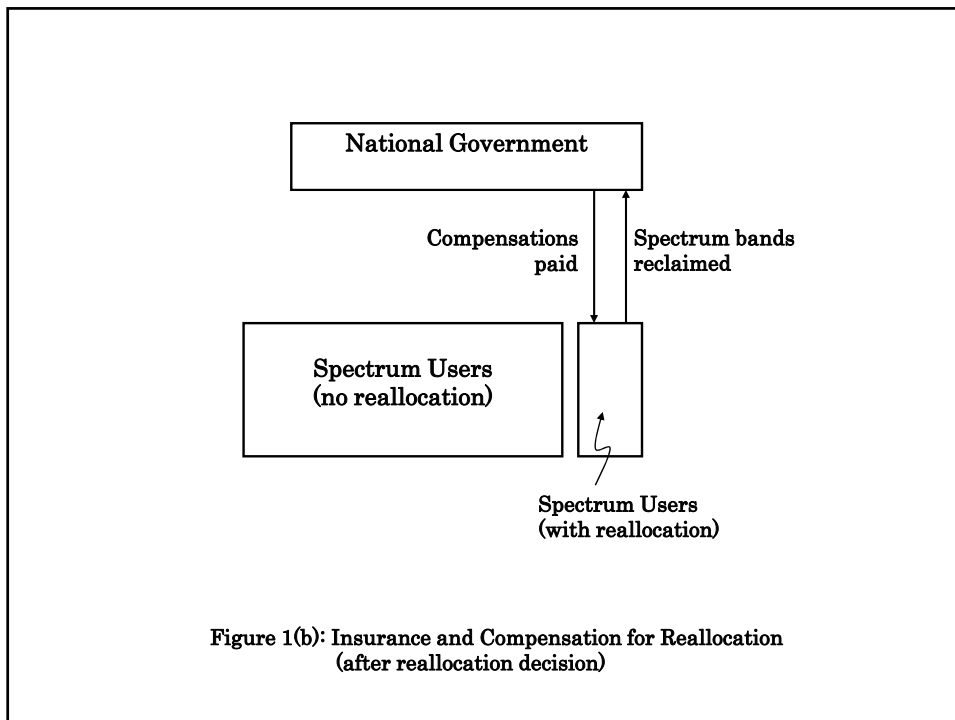 National Government
Compensations
paid
Spectrum bands
reclaimed
Spectrum Users
(no reallocation)
Spectrum Users
(with reallocation)
Figure 1(b): Insurance and Compensation for Reallocation
(after reallocation decision)